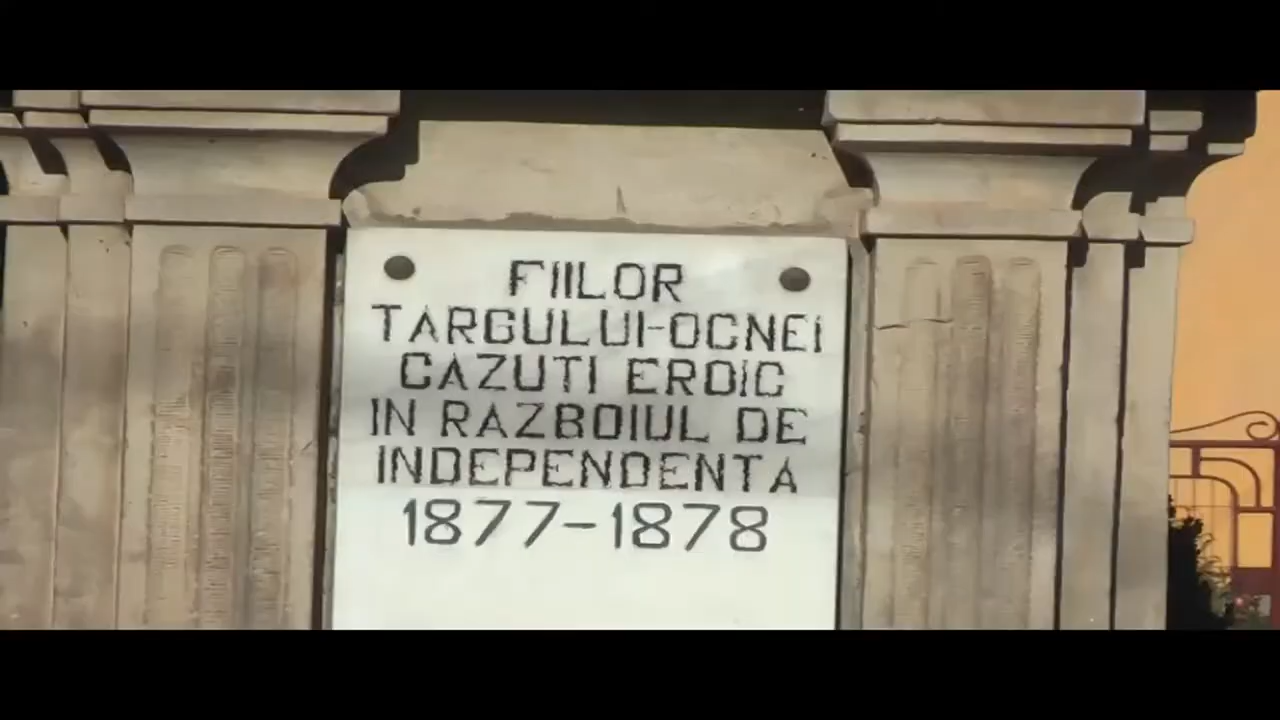 FIILOR
TARGULUI-OCNEI
CAZUTI EROIC
IN RAZBOIUL DE
INDEPENDENTA
1877-1878